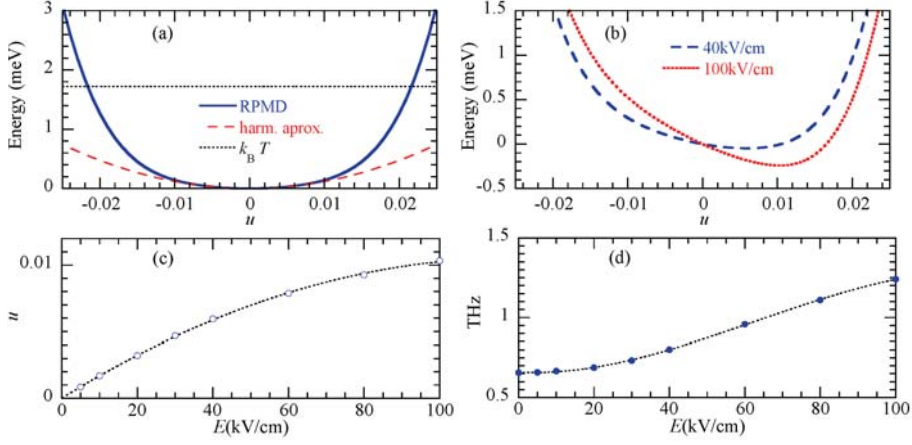 3
2
1
0
Energy (meV)
(a)
RPMD
harm. aprox.
k_B T
-0.02
-0.01
0
0.01
0.02
u
1.5
1
0.5
0
-0.5
Energy (meV)
(b)
40kV/cm
100kV/cm
-0.02
-0.01
0
0.01
0.02
u
0.01
0
u
(c)
0
20
40
60
80
100
E(kV/cm)
1.5
1
0.5
THz
(d)
0
20
40
60
80
100
E(kV/cm)